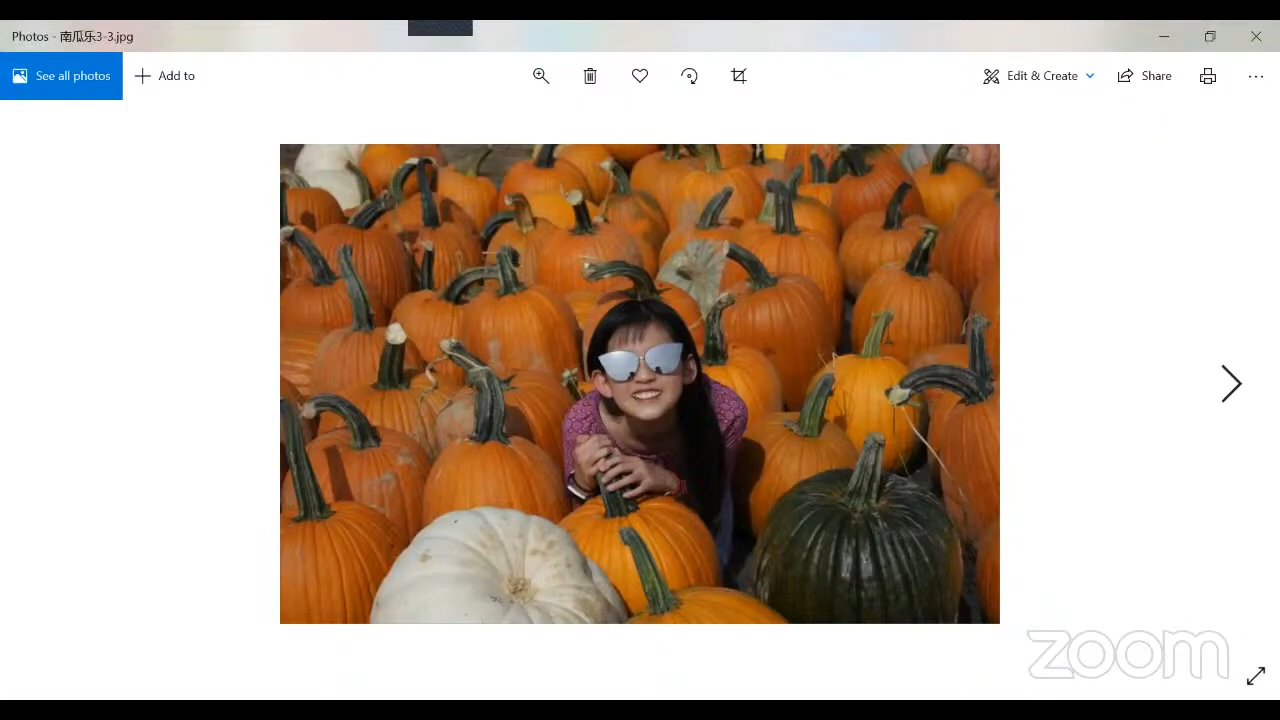 Photos - 南瓜乐3-3.jpg
See all photos
Add to
Edit & Create
Share
zoom